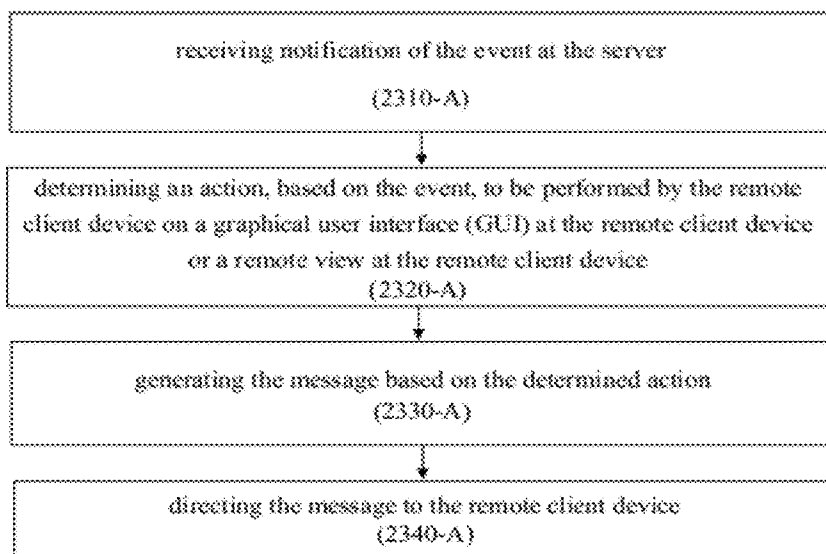 receiving notification of the event at the server
(2310-A)
determining an action, based on the event, to be performed by the remote
client device on a graphical user interface (GUI) at the remote client device
or a remote view at the remote client device
(2320-A)
generating the message based on the determined action
(2330-A)
directing the message to the remote client device
(2340-A)